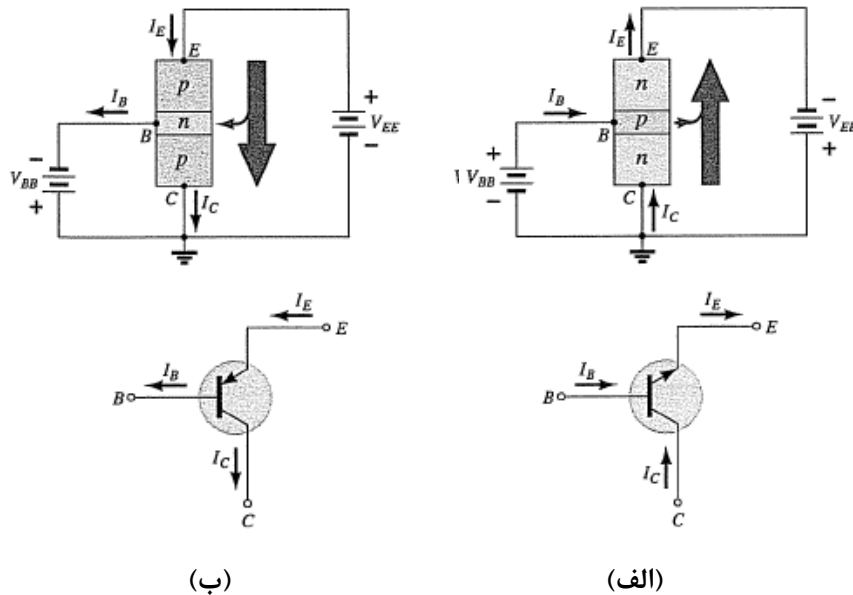 I_E
E
p
I_B
n
B
p
V_BB
C
I_C
V_EE
+
−
−
+
I_E
E
n
I_B
p
B
n
V_BB
C
I_C
V_EE
−
+
+
−
I_E
E
I_B
B
I_C
C
I_E
E
I_B
B
I_C
C
(ب)
(الف)